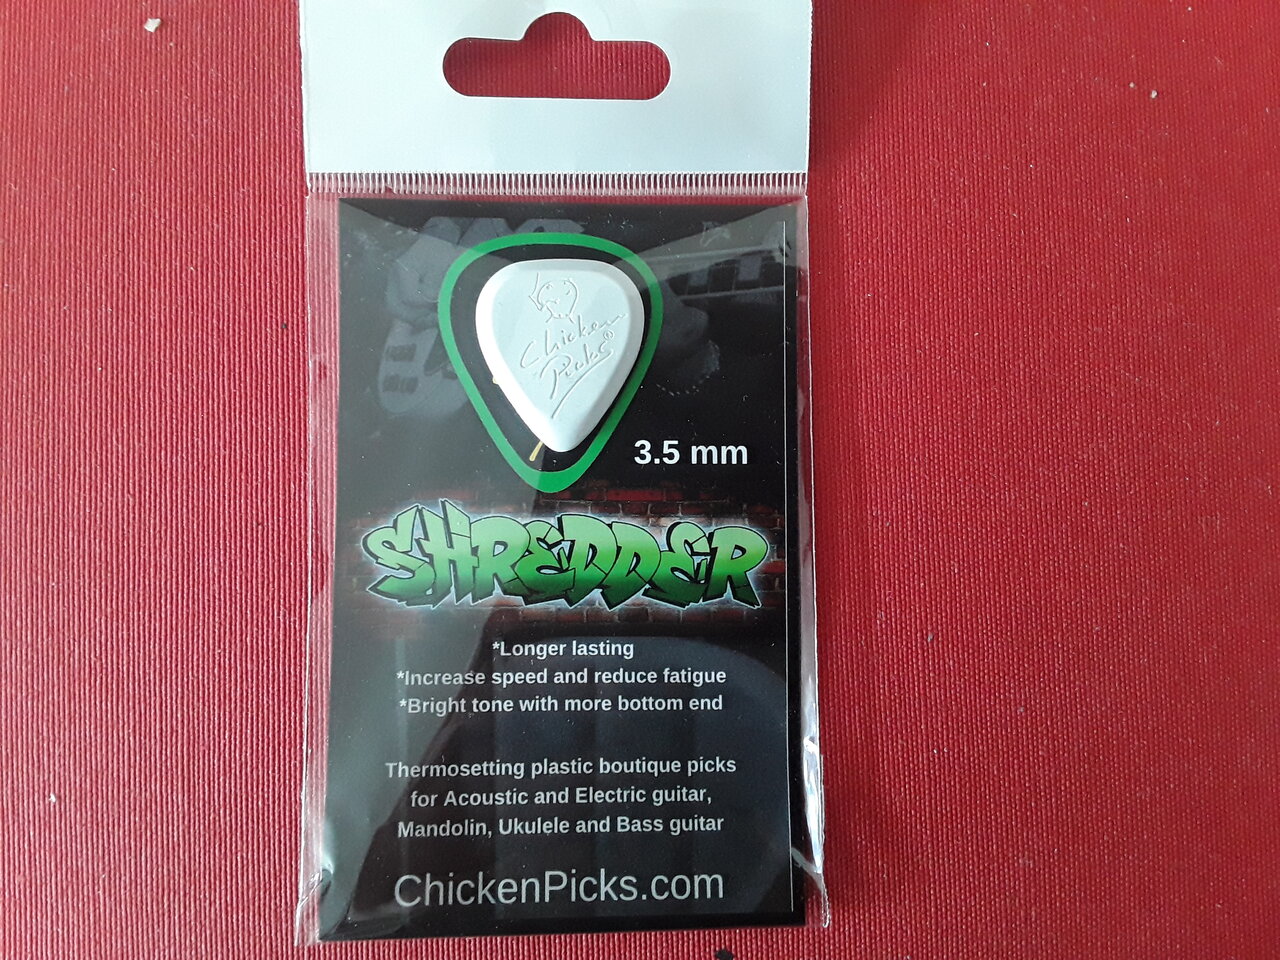 Chicken
Picks®
3.5 mm
SHREDDER
*Longer lasting
*Increase speed and reduce fatigue
*Bright tone with more bottom end
Thermosetting plastic boutique picks
for Acoustic and Electric guitar,
Mandolin, Ukulele and Bass guitar
ChickenPicks.com